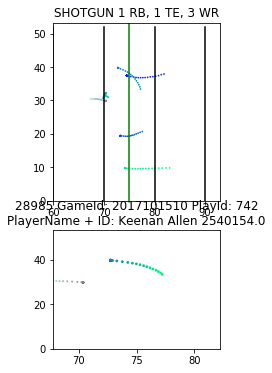 SHOTGUN 1 RB, 1 TE, 3 WR
50
40
30
20
10
0
60 70 80 90
28985 GameId: 2017101510 PlayId: 742
PlayerName + ID: Keenan Allen 2540154.0
40
20
0
70 75 80